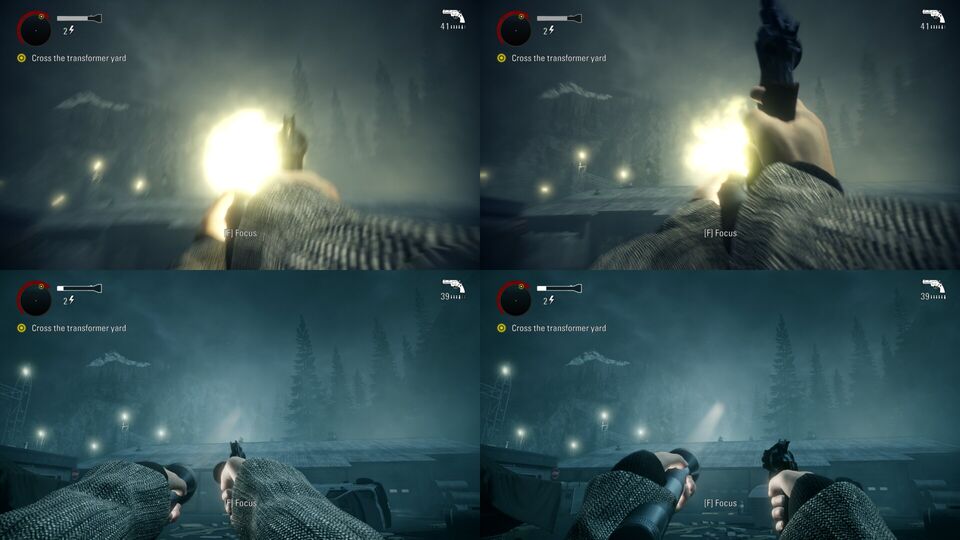 2
41
Cross the transformer yard
[F] Focus
2
41
Cross the transformer yard
[F] Focus
2
39
Cross the transformer yard
[F] Focus
2
39
Cross the transformer yard
[F] Focus